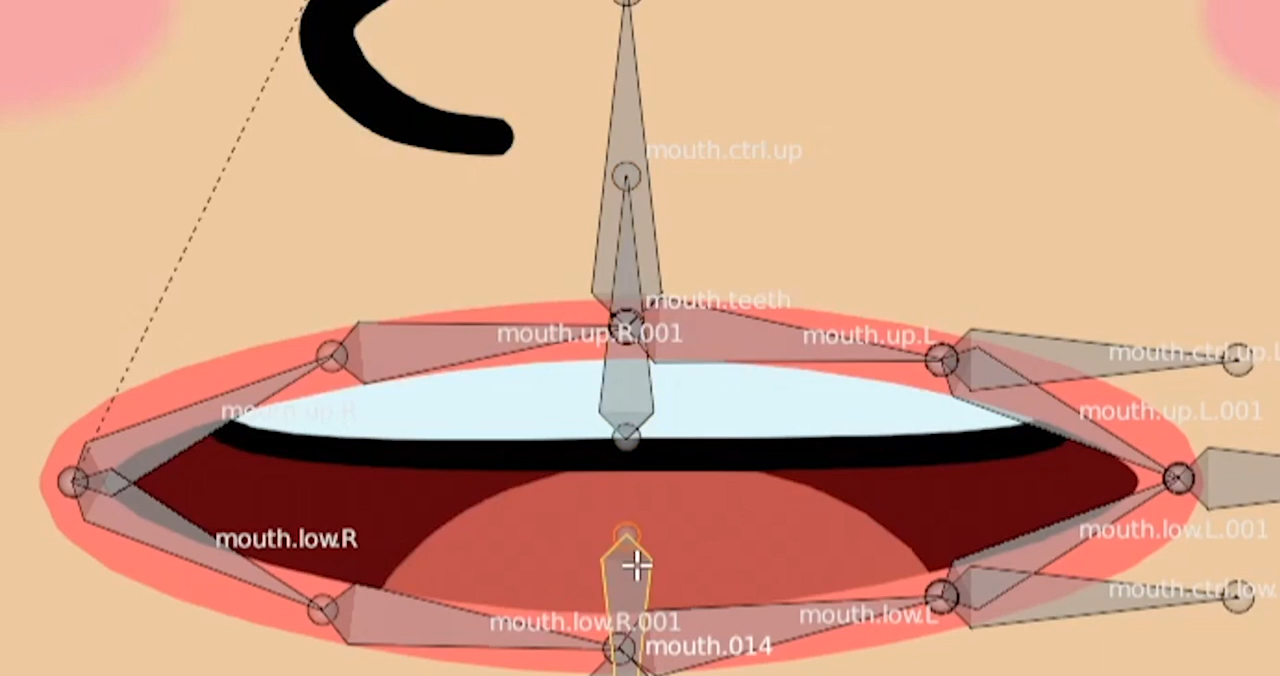 mouth.ctrl.up
mouth.teeth
mouth.up.R.001
mouth.up.L
mouth.ctrl.up.L
mouth.up.R
mouth.up.L.001
mouth.low.L.001
mouth.low.R
mouth.ctrl.low.
mouth.low.L
mouth.low.R.001
mouth.014